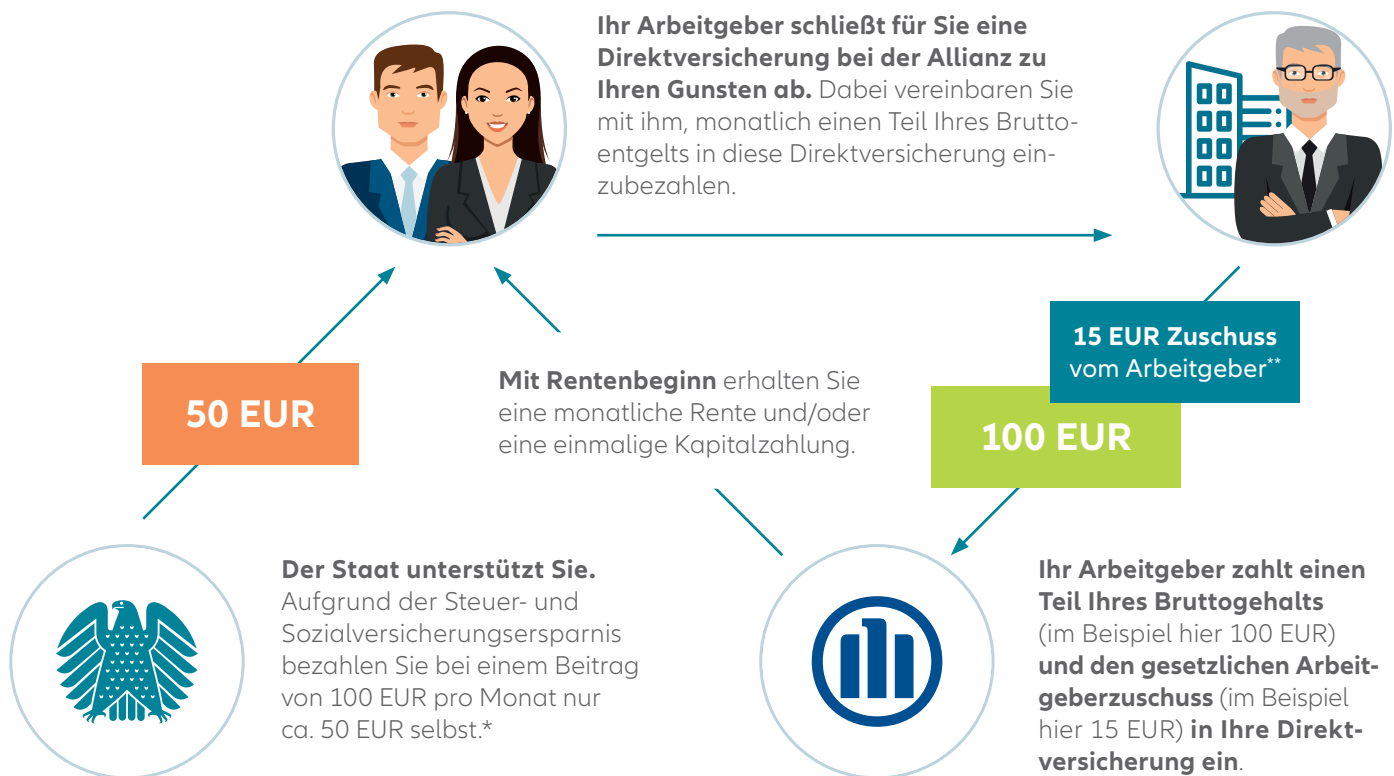 Ihr Arbeitgeber schließt für Sie eine
Direktversicherung bei der Allianz zu
Ihren Gunsten ab. Dabei vereinbaren Sie
mit ihm, monatlich einen Teil Ihres Brutto-
entgelts in diese Direktversicherung ein-
zubezahlen.
15 EUR Zuschuss
vom Arbeitgeber**
50 EUR
Mit Rentenbeginn erhalten Sie
eine monatliche Rente und/oder
eine einmalige Kapitalzahlung.
100 EUR
Der Staat unterstützt Sie.
Aufgrund der Steuer- und
Sozialversicherungsersparnis
bezahlen Sie bei einem Beitrag
von 100 EUR pro Monat nur
ca. 50 EUR selbst.*
Ihr Arbeitgeber zahlt einen
Teil Ihres Bruttogehalts
(im Beispiel hier 100 EUR)
und den gesetzlichen Arbeit-
geberzuschuss (im Beispiel
hier 15 EUR) in Ihre Direkt-
versicherung ein.